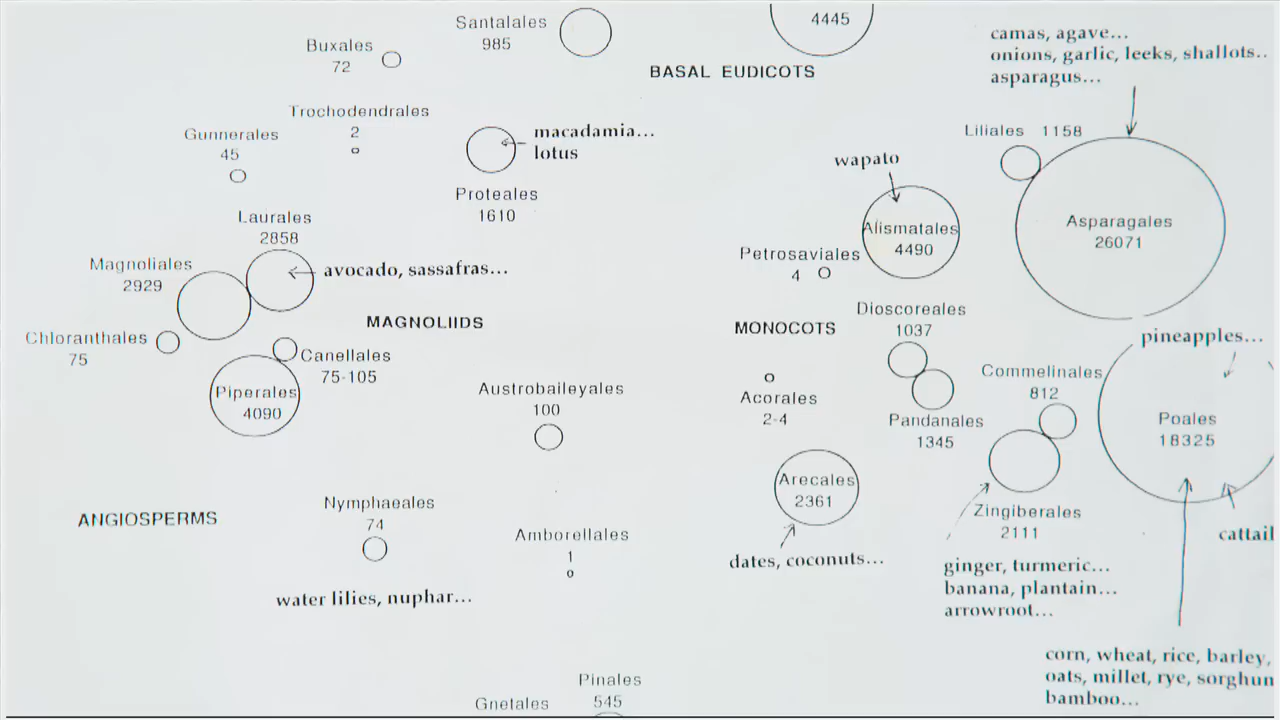 Santalales
985
4445
Buxales
72
BASAL EUDICOTS
camas, agave...
onions, garlic, leeks, shallots..
asparagus...
Trochodendrales
2
Gunnerales
45
macadamia...
lotus
Proteales
1610
Liliales 1158
wapato
Asparagales
26071
Alismatales
4490
Petrosaviales
4
Laurales
2858
Magnoliales
2929
avocado, sassafras...
MAGNOLIIDS
Chloranthales
75
Canellales
75-105
Piperales
4090
MONOCOTS
Dioscoreales
1037
pineapples...
Austrobaileyales
100
Acorales
2-4
Pandanales
1345
Commelinales
812
Poales
18325
Arecales
2361
dates, coconuts...
Zingiberales
2111
cattail
ginger, turmeric...
banana, plantain...
arrowroot...
ANGIOSPERMS
Nymphaeales
74
water lilies, nuphar...
Amborellales
1
corn, wheat, rice, barley,
oats, millet, rye, sorghun
bamboo...
Pinales
545
Gnetales